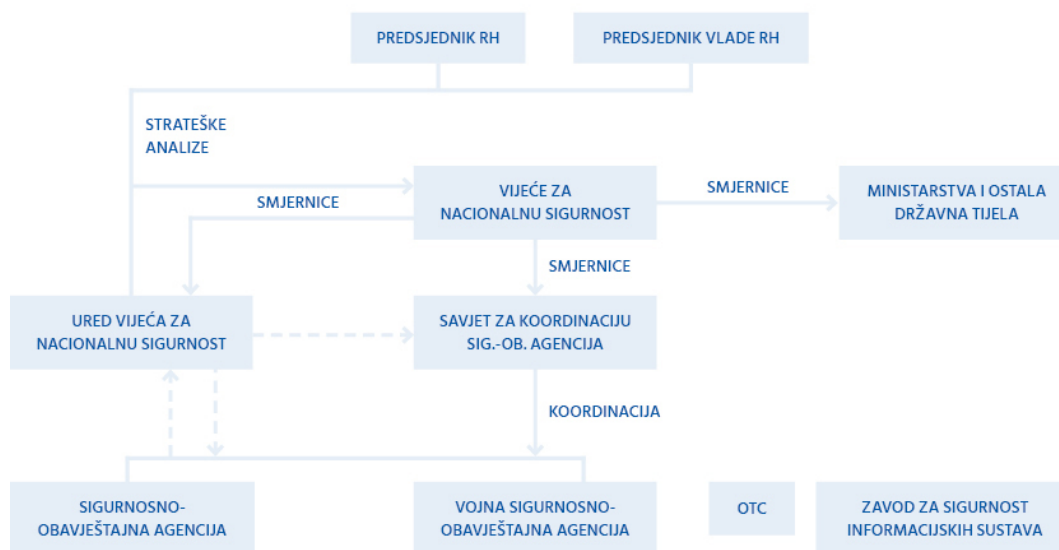 PREDSJEDNIK RH
PREDSJEDNIK VLADE RH
STRATEŠKE
ANALIZE
SMJERNICE
VIJEĆE ZA
NACIONALNU SIGURNOST
SMJERNICE
MINISTARSTVA I OSTALA
DRŽAVNA TIJELA
SMJERNICE
URED VIJEĆA ZA
NACIONALNU SIGURNOST
SAVJET ZA KOORDINACIJU
SIG.-OB. AGENCIJA
KOORDINACIJA
SIGURNOSNO-
OBAVJEŠTAJNA AGENCIJA
VOJNA SIGURNOSNO-
OBAVJEŠTAJNA AGENCIJA
OTC
ZAVOD ZA SIGURNOST
INFORMACIJSKIH SUSTAVA